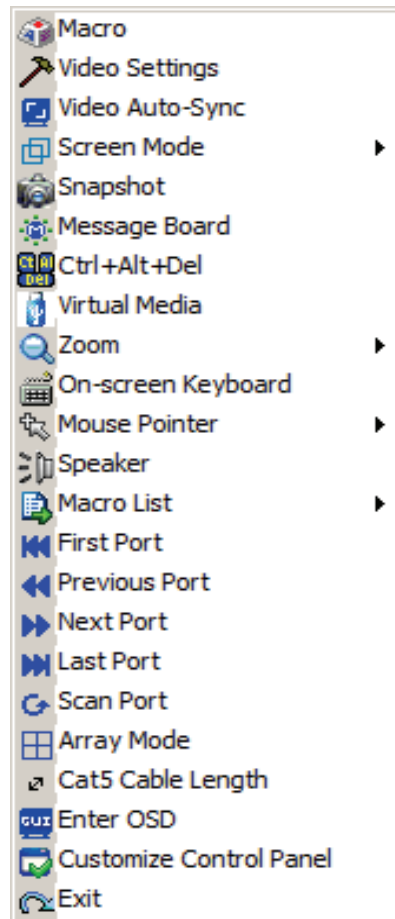 Macro
Video Settings
Video Auto-Sync
Screen Mode
Snapshot
Message Board
Ctrl+Alt+Del
Virtual Media
Zoom
On-screen Keyboard
Mouse Pointer
Speaker
Macro List
First Port
Previous Port
Next Port
Last Port
Scan Port
Array Mode
Cat5 Cable Length
GUI Enter OSD
Customize Control Panel
Exit